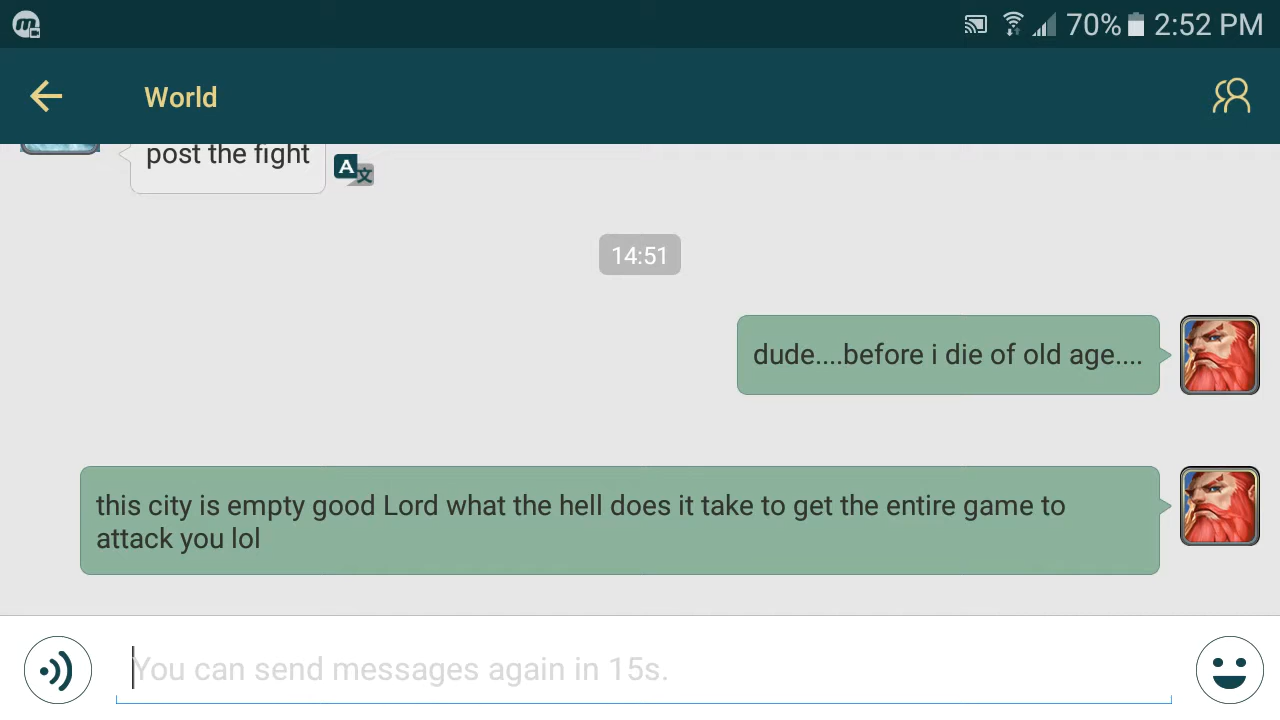 70% 2:52 PM
World
post the fight
A文
14:51
dude....before i die of old age....
this city is empty good Lord what the hell does it take to get the entire game to
attack you lol
You can send messages again in 15s.